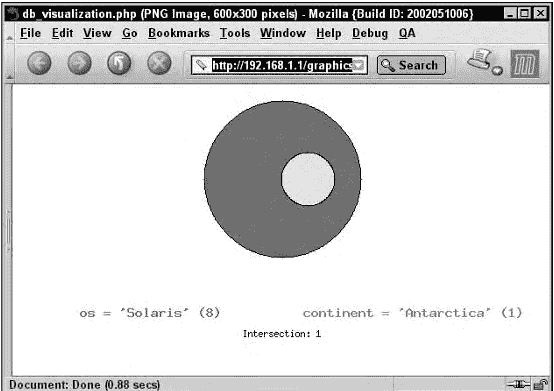 db_visualization.php (PNG Image, 600x300 pixels) - Mozilla {Build ID: 2002051006}
File Edit View Go Bookmarks Tools Window Help Debug QA
http://192.168.1.1/graphics Search
os = 'Solaris' (8) continent = 'Antarctica' (1)
Intersection: 1
Document: Done (0.88 secs)